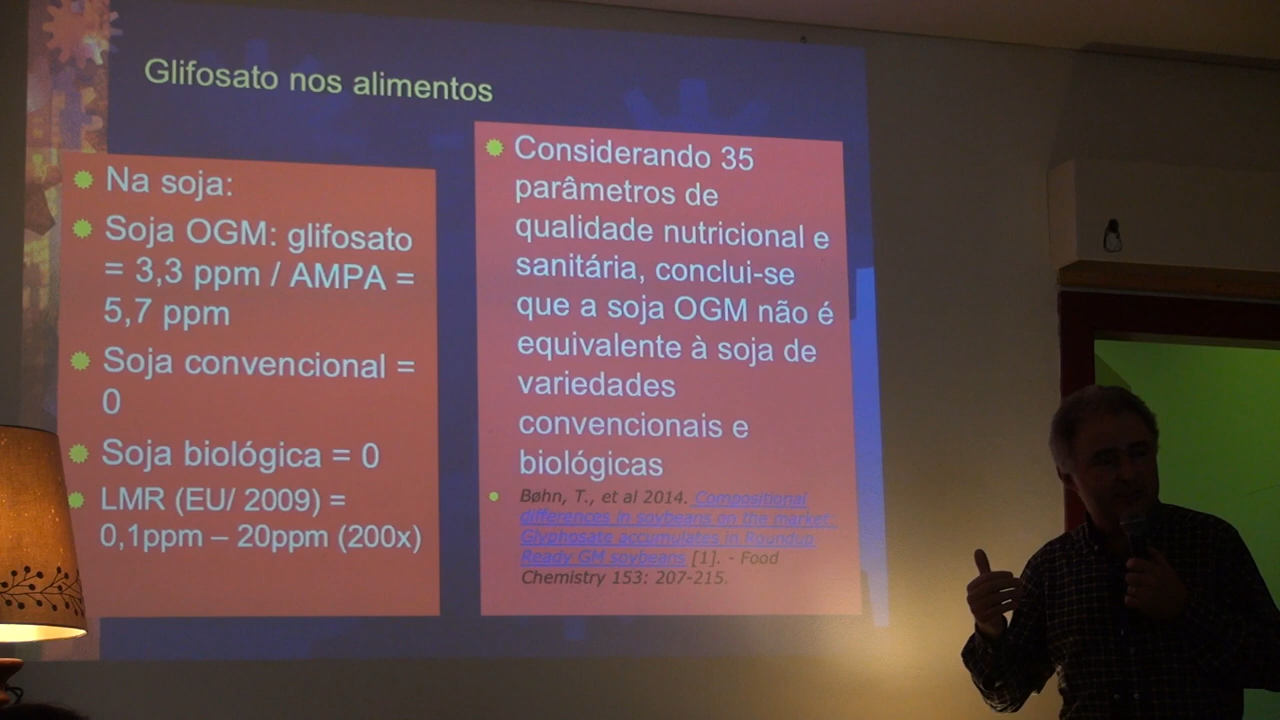 Glifosato nos alimentos
Na soja:
Soja OGM: glifosato
= 3,3 ppm / AMPA =
5,7 ppm
Soja convencional =
0
Soja biológica = 0
LMR (EU/ 2009) =
0,1ppm – 20ppm (200x)
Considerando 35
parâmetros de
qualidade nutricional e
sanitária, conclui-se
que a soja OGM não é
equivalente à soja de
variedades
convencionais e
biológicas
Bøhn, T., et al 2014. Compositional
differences in soybeans on the market.
Glyphosate accumulates in Roundup
Ready GM soybeans [1]. - Food
Chemistry 153: 207-215.